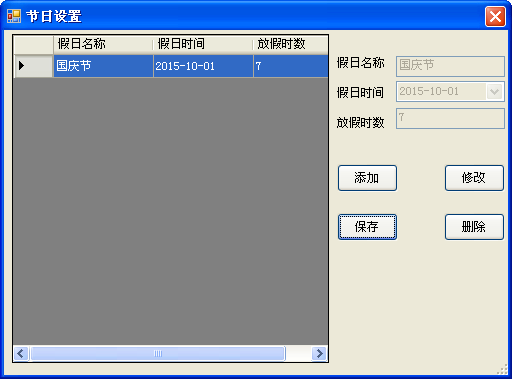 节日设置
假日名称 假日时间 放假时数
国庆节 2015-10-01 7
假日名称 国庆节
假日时间 2015-10-01
放假时数 7
添加 修改
保存 删除